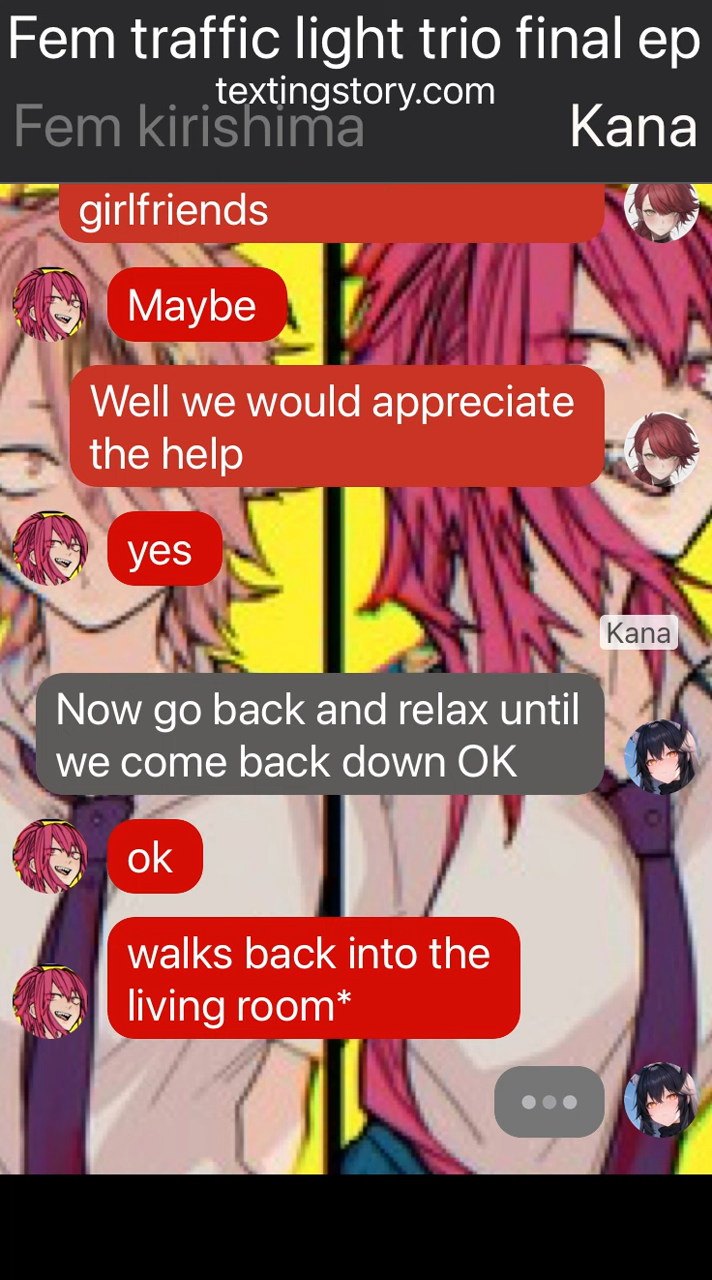 Fem traffic light trio final ep
textingstory.com
Fem kirishima
Kana
girlfriends
Maybe
Well we would appreciate
the help
yes
Kana
Now go back and relax until
we come back down OK
ok
walks back into the
living room*